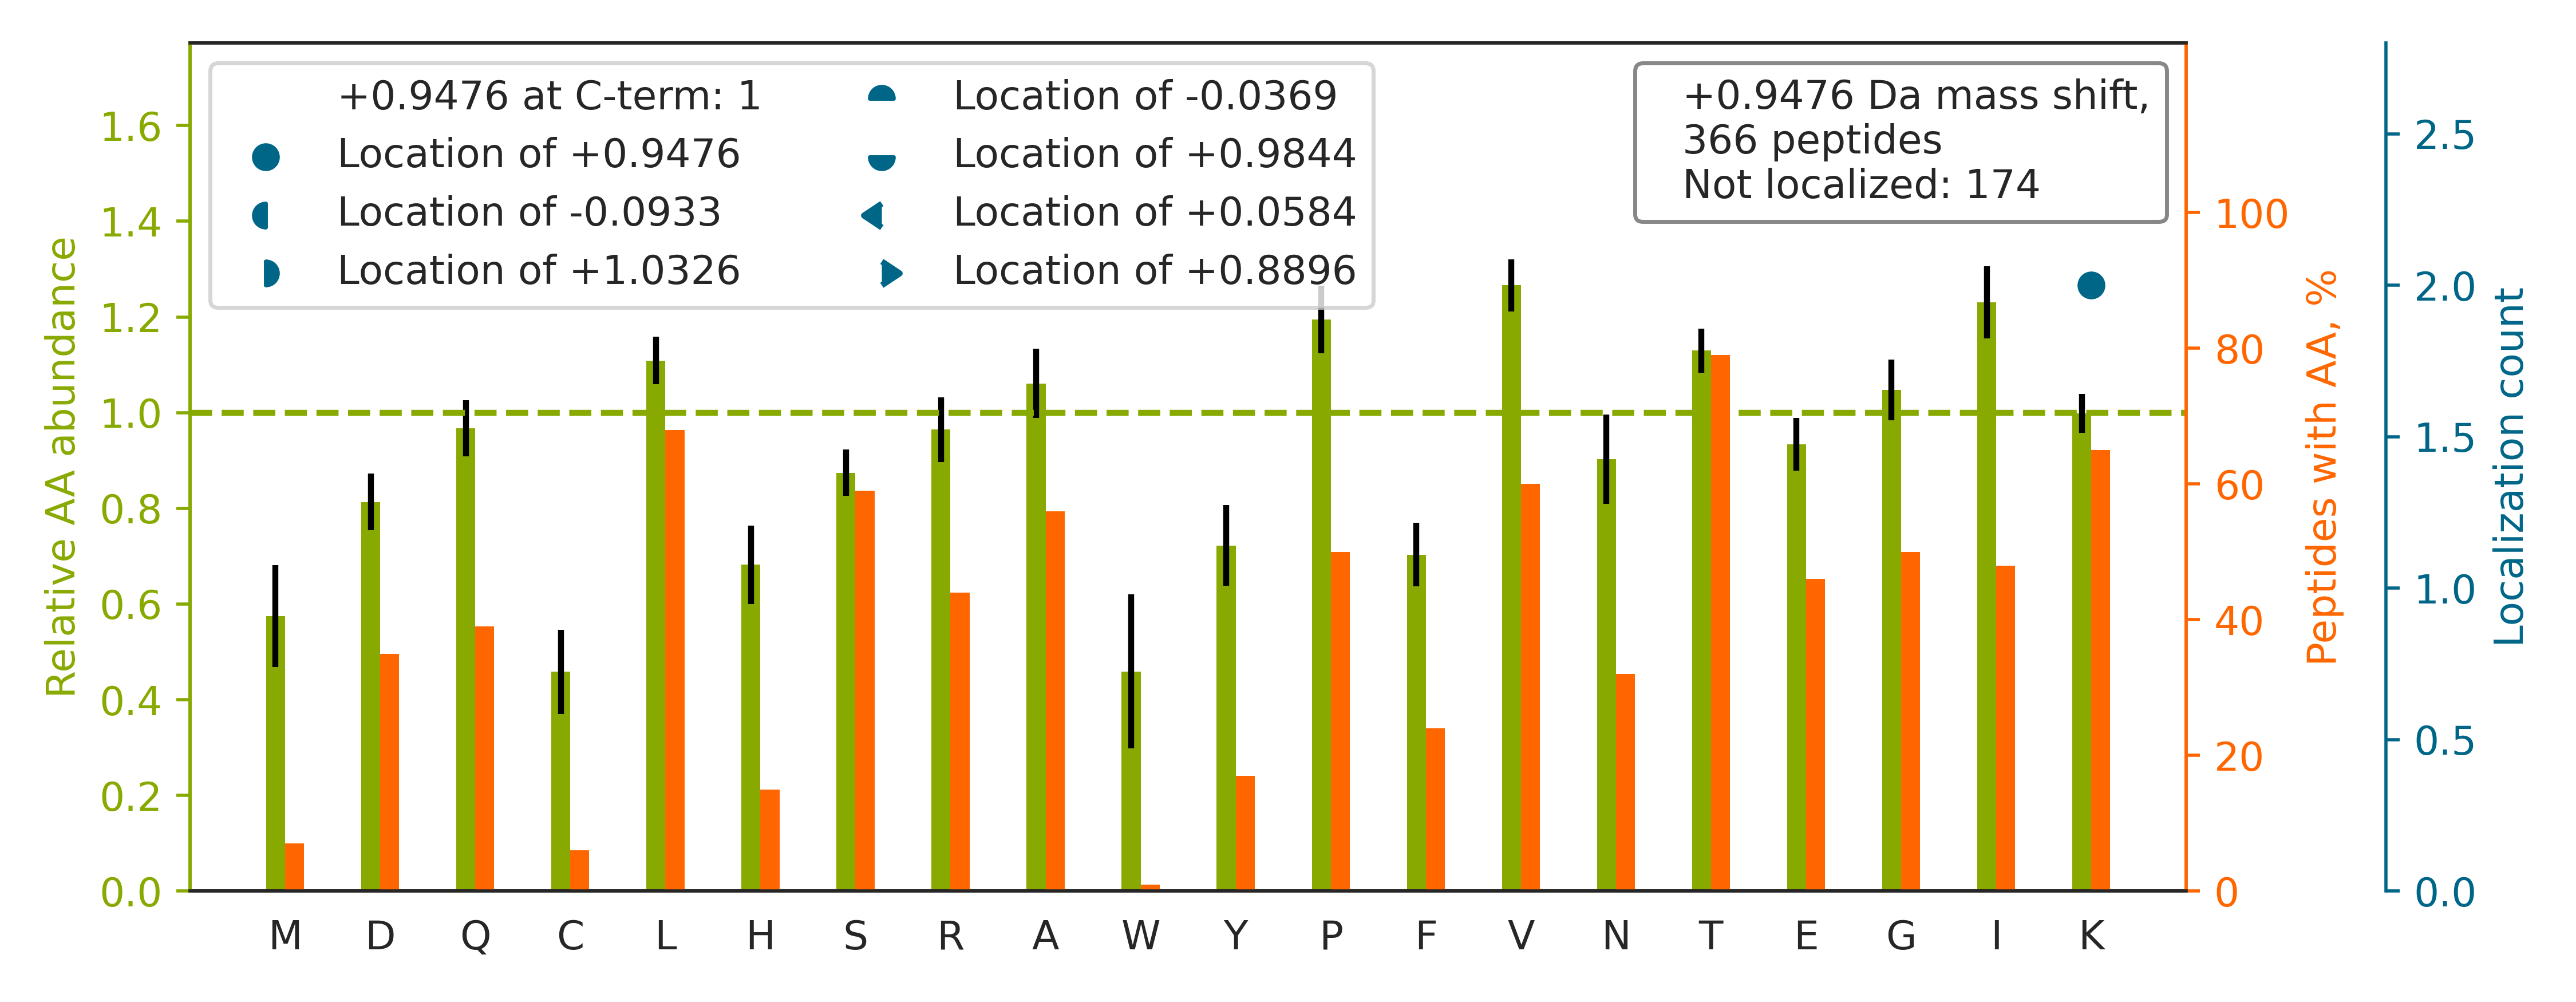 +0.9476 at C-term: 1
Location of +0.9476
Location of -0.0933
Location of +1.0326
Location of -0.0369
Location of +0.9844
Location of +0.0584
Location of +0.8896
+0.9476 Da mass shift,
366 peptides
Not localized: 174
Relative AA abundance
1.6
1.4
1.2
1.0
0.8
0.6
0.4
0.2
0.0
M D Q C L H S R A W Y P F V N T E G I K
100
80
60
40
20
0
Peptides with AA, %
2.5
2.0
1.5
1.0
0.5
0.0
Localization count